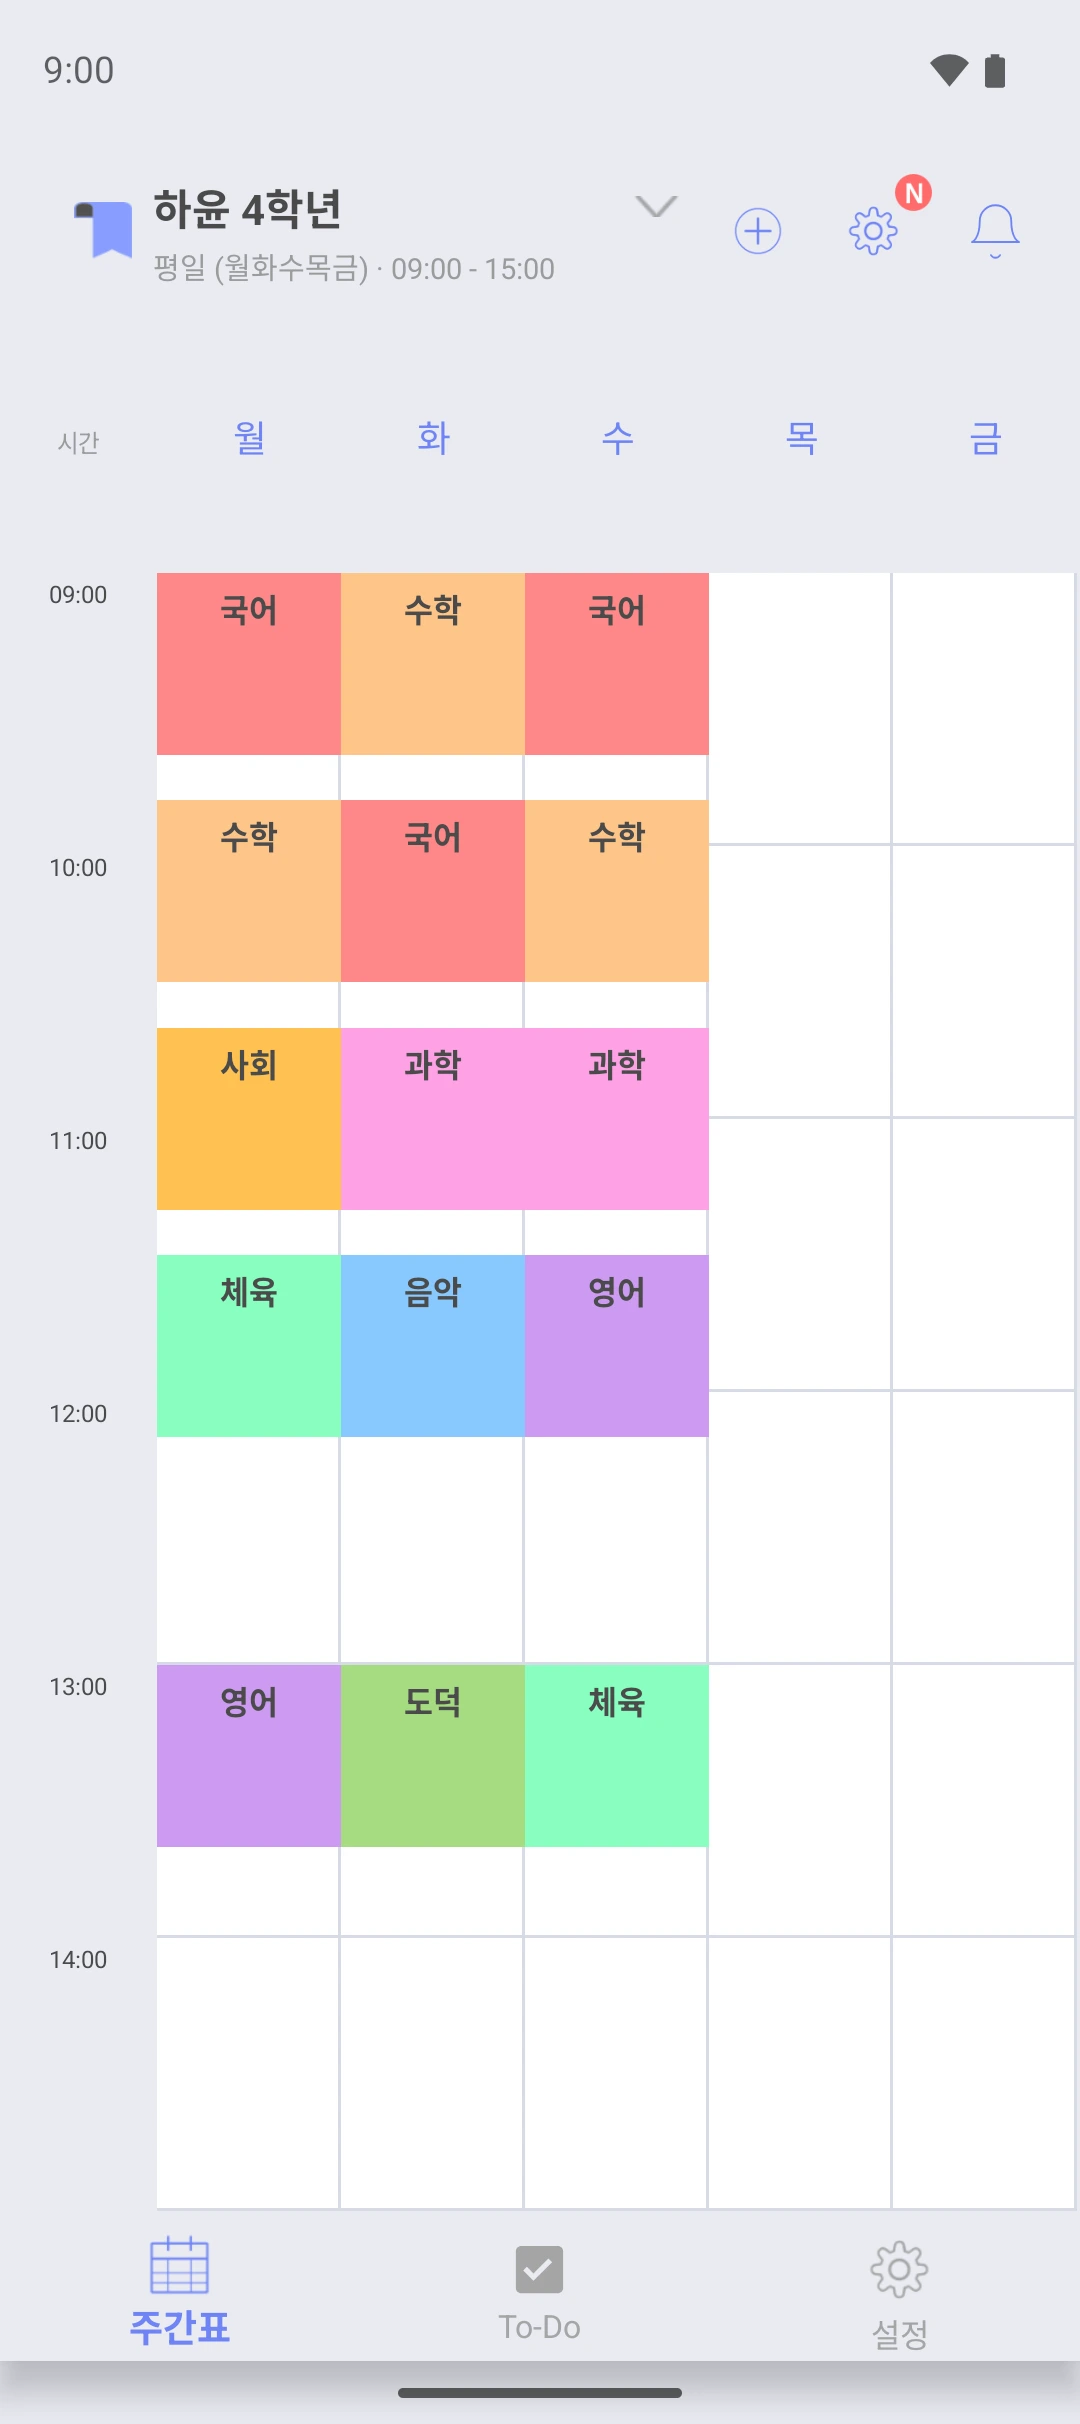 9:00
하윤 4학년
N
평일 (월화수목금) · 09:00 - 15:00
시간 월 화 수 목 금
09:00 국어 수학 국어
수학 국어 수학
10:00
사회 과학 과학
11:00
체육 음악 영어
12:00
13:00 영어 도덕 체육
14:00
주간표 To-Do 설정